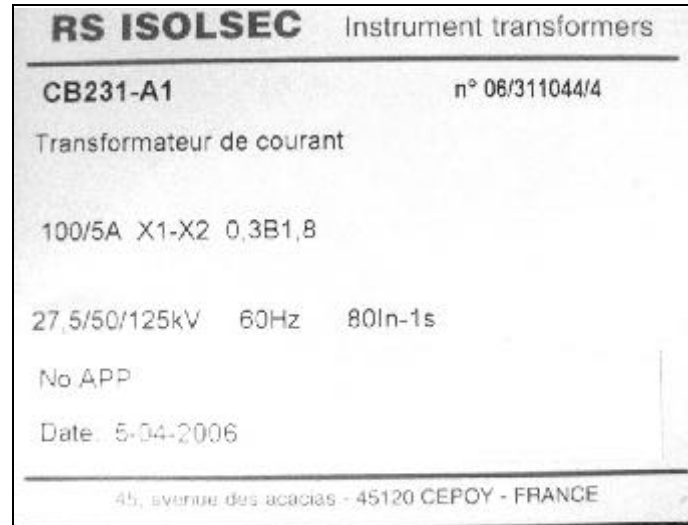 RS ISOLSEC Instrument transformers
CB231-A1 n° 06/311044/4
Transformateur de courant
100/5A X1-X2 0,3B1,8
27,5/50/125kV 60Hz 80In-1s
No APP
Date: 5-04-2006
45, avenue des acacias - 45120 CEPOY - FRANCE